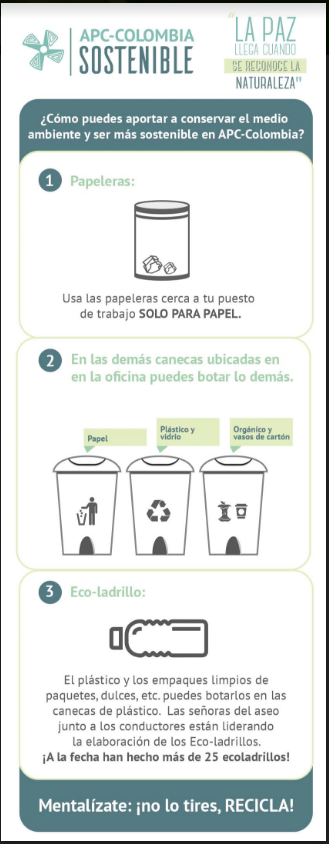 APC-COLOMBIA
SOSTENIBLE
"LA PAZ
LLEGA CUANDO
SE RECONOCE LA
NATURALEZA"
¿Cómo puedes aportar a conservar el medio
ambiente y ser más sostenible en APC-Colombia?
1 Papeleras:
Usa las papeleras cerca a tu puesto
de trabajo SOLO PARA PAPEL.
2 En las demás canecas ubicadas en
en la oficina puedes botar lo demás.
Papel
Plástico y
vidrio
Orgánico y
vasos de cartón
3 Eco-ladrillo:
El plástico y los empaques limpios de
paquetes, dulces, etc. puedes botarlos en las
canecas de plástico. Las señoras del aseo
junto a los conductores están liderando
la elaboración de los Eco-ladrillos.
¡A la fecha han hecho más de 25 ecoladrillos!
Mentalízate: ¡no lo tires, RECICLA!